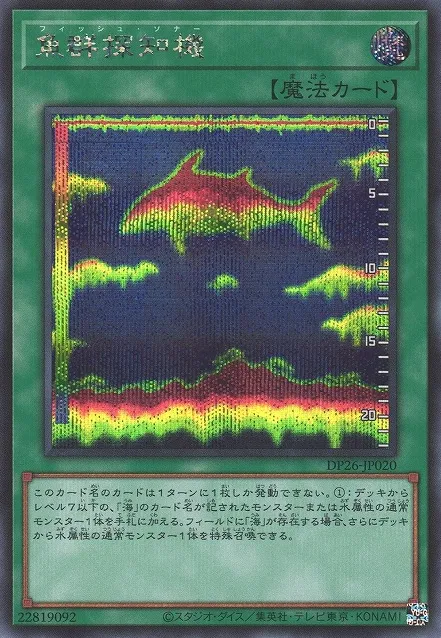 フィッシュソナー
魚群探知機
【魔法カード】
0
5
10
15
20
DP26-JP020
このカード名のカードは1ターンに1枚しか発動できない。①:デッキから
レベル7以下の、「海」のカード名が記されたモンスターまたは水属性の通常
モンスター1体を手札に加える。フィールドに「海」が存在する場合、さらにデッキ
から水属性の通常モンスター1体を特殊召喚できる。
22819092
©スタジオ・ダイス/集英社・テレビ東京・KONAMI